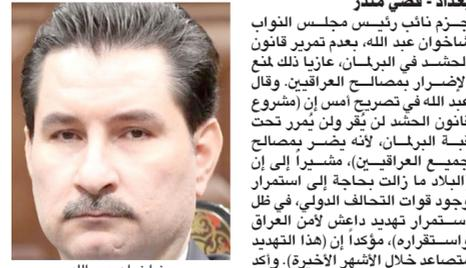 بغداد - قصي منذر
جزم نائب رئيس مجلس النواب
شاخوان عبد الله، بعدم تمرير قانون
الحشد في البرلمان، عازيا ذلك لمنع
الإضرار بمصالح العراقيين. وقال
عبد الله في تصريح أمس إن (مشروع
قانون الحشد لن يُقر ولن يُمرر تحت
قبة البرلمان، لأنه يضر بمصالح
جميع العراقيين)، مشيراً إلى إن
البلاد ما زالت بحاجة إلى استمرار
وجود قوات التحالف الدولي، في ظل
استمرار تهديد داعش لأمن العراق
واستقراره)، مؤكداً إن (هذا التهديد
تصاعد خلال الأشهر الأخيرة). وأكد